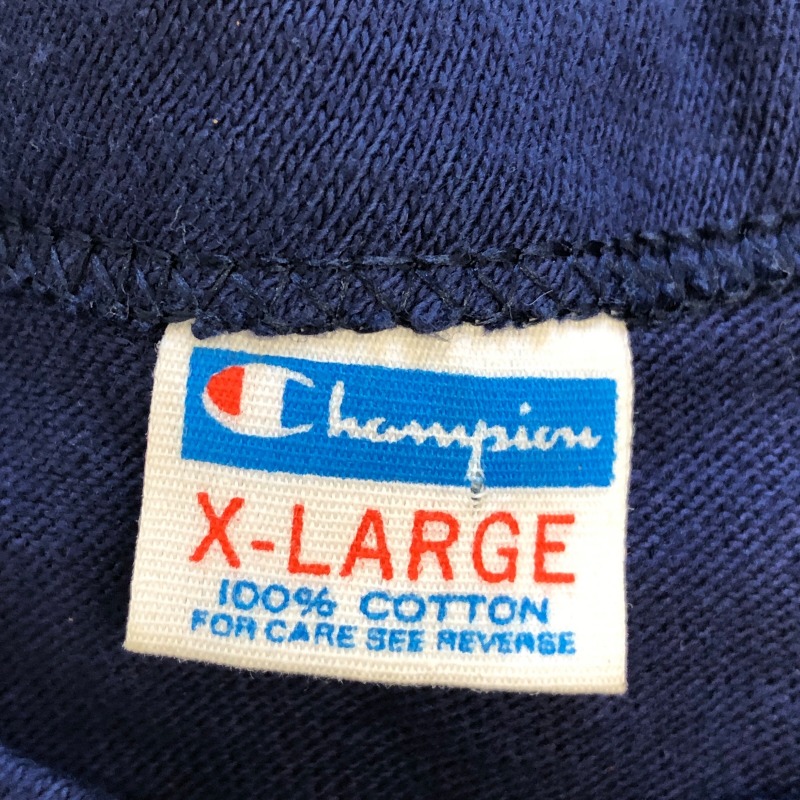 Champion
X-LARGE
100% COTTON
FOR CARE SEE REVERSE